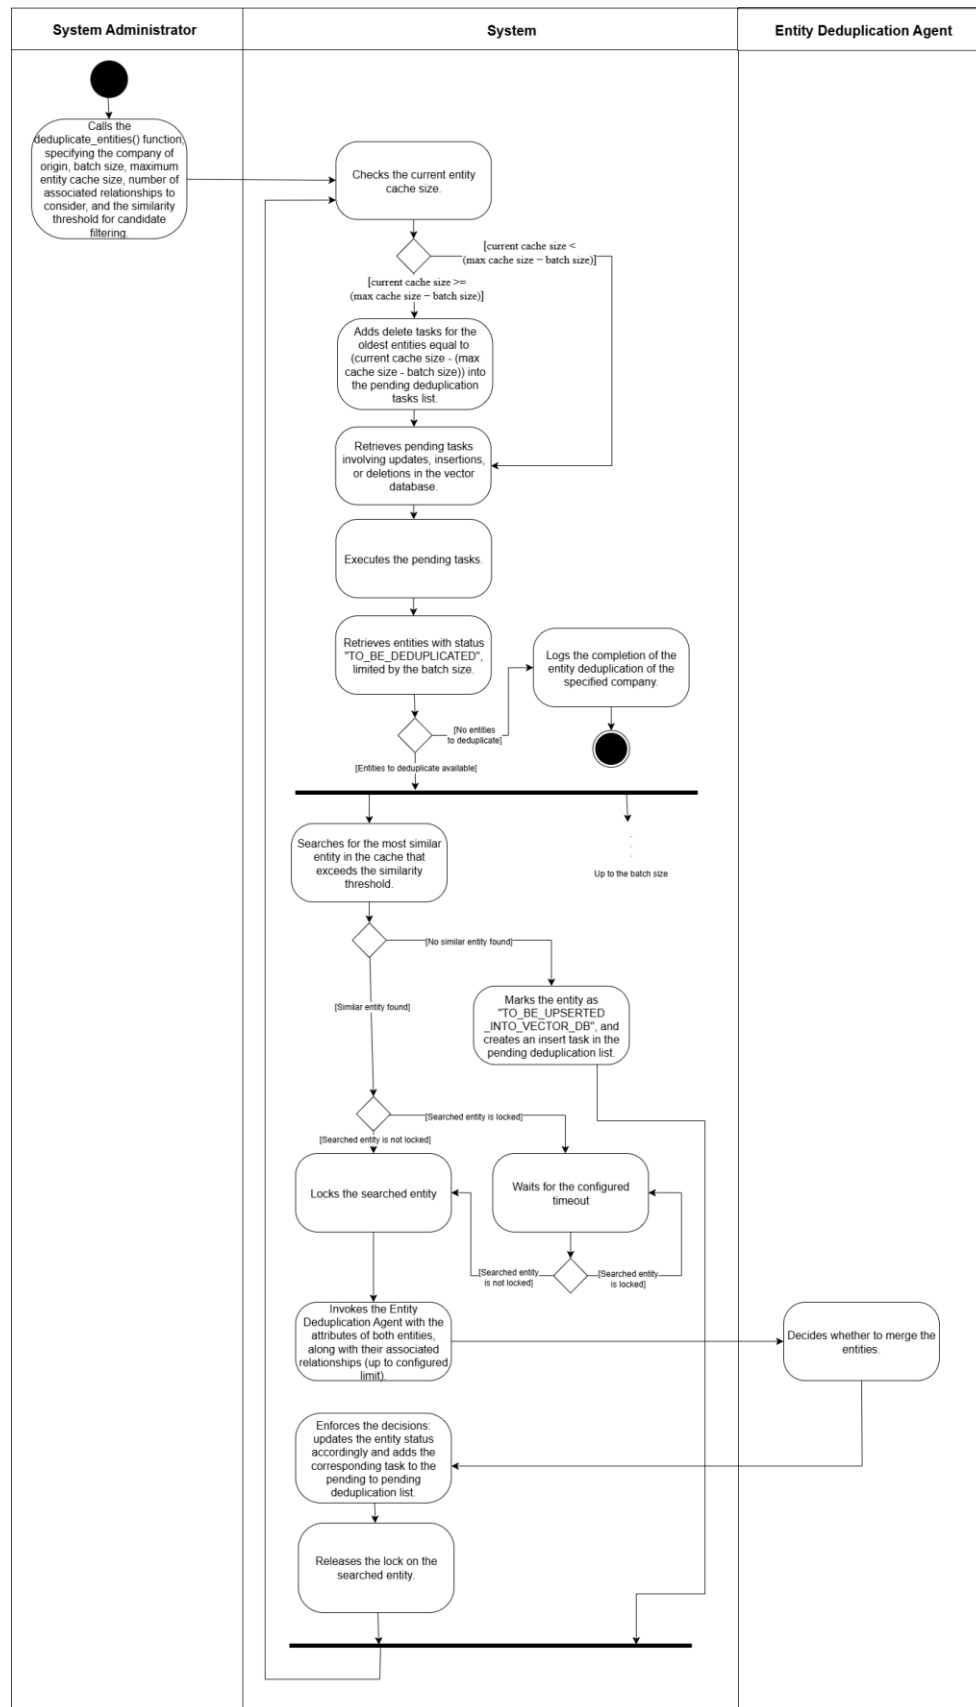 System Administrator
System
Entity Deduplication Agent
Calls the
deduplicate_entities() function,
specifying the company of
origin, batch size, maximum
entity cache size, number of
associated relationships to
consider, and the similarity
threshold for candidate
filtering.
Checks the current entity
cache size.
[current cache size <
(max cache size − batch size)]
[current cache size >=
(max cache size − batch size)]
Adds delete tasks for the
oldest entities equal to
(current cache size - (max
cache size - batch size)) into
the pending deduplication
tasks list.
Retrieves pending tasks
involving updates, insertions,
or deletions in the vector
database.
Executes the pending tasks.
Retrieves entities with status
"TO_BE_DEDUPLICATED",
limited by the batch size.
Logs the completion of the
entity deduplication of the
specified company.
[No entities
to deduplicate]
[Entities to deduplicate available]
Searches for the most similar
entity in the cache that
exceeds the similarity
threshold.
.
.
.
Up to the batch size
[No similar entity found]
[Similar entity found]
Marks the entity as
"TO_BE_UPSERTED
_INTO_VECTOR_DB", and
creates an insert task in the
pending deduplication list.
[Searched entity is locked]
[Searched entity is not locked]
Locks the searched entity
Waits for the configured
timeout
[Searched entity
is not locked]
[Searched entity
is locked]
Invokes the Entity
Deduplication Agent with the
attributes of both entities,
along with their associated
relationships (up to configured
limit).
Decides whether to merge the
entities.
Enforces the decisions:
updates the entity status
accordingly and adds the
corresponding task to the
pending to pending
deduplication list.
Releases the lock on the
searched entity.